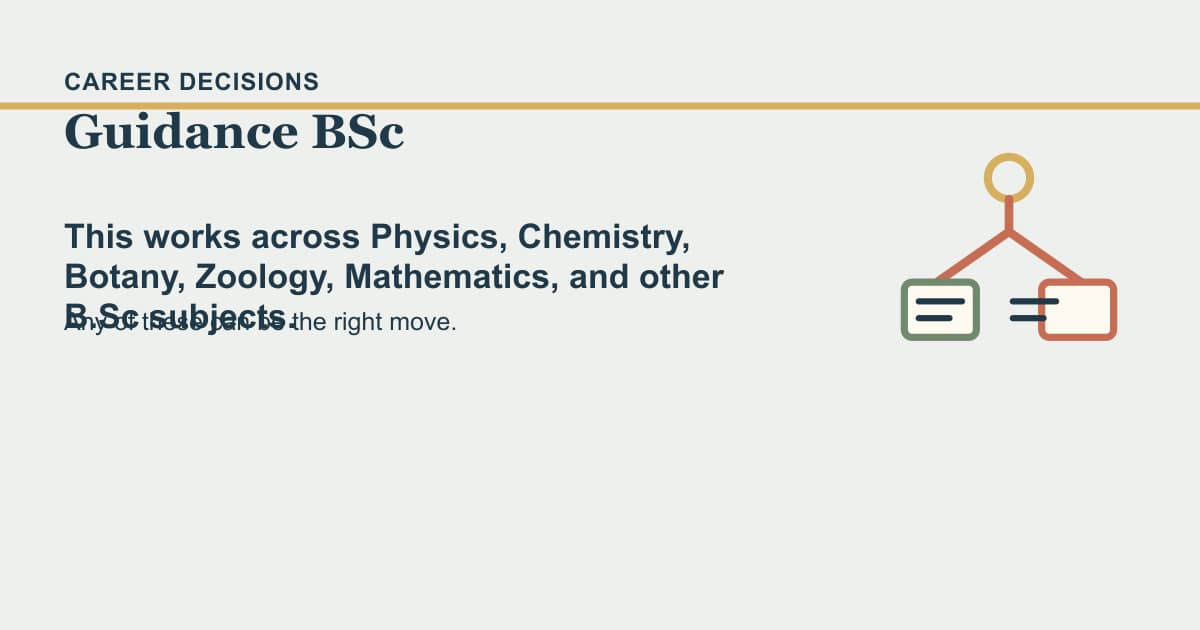 CAREER DECISIONS
Guidance BSc
This works across Physics, Chemistry,
Botany, Zoology, Mathematics, and other
B.Sc subjects.
Any of these can be the right move.